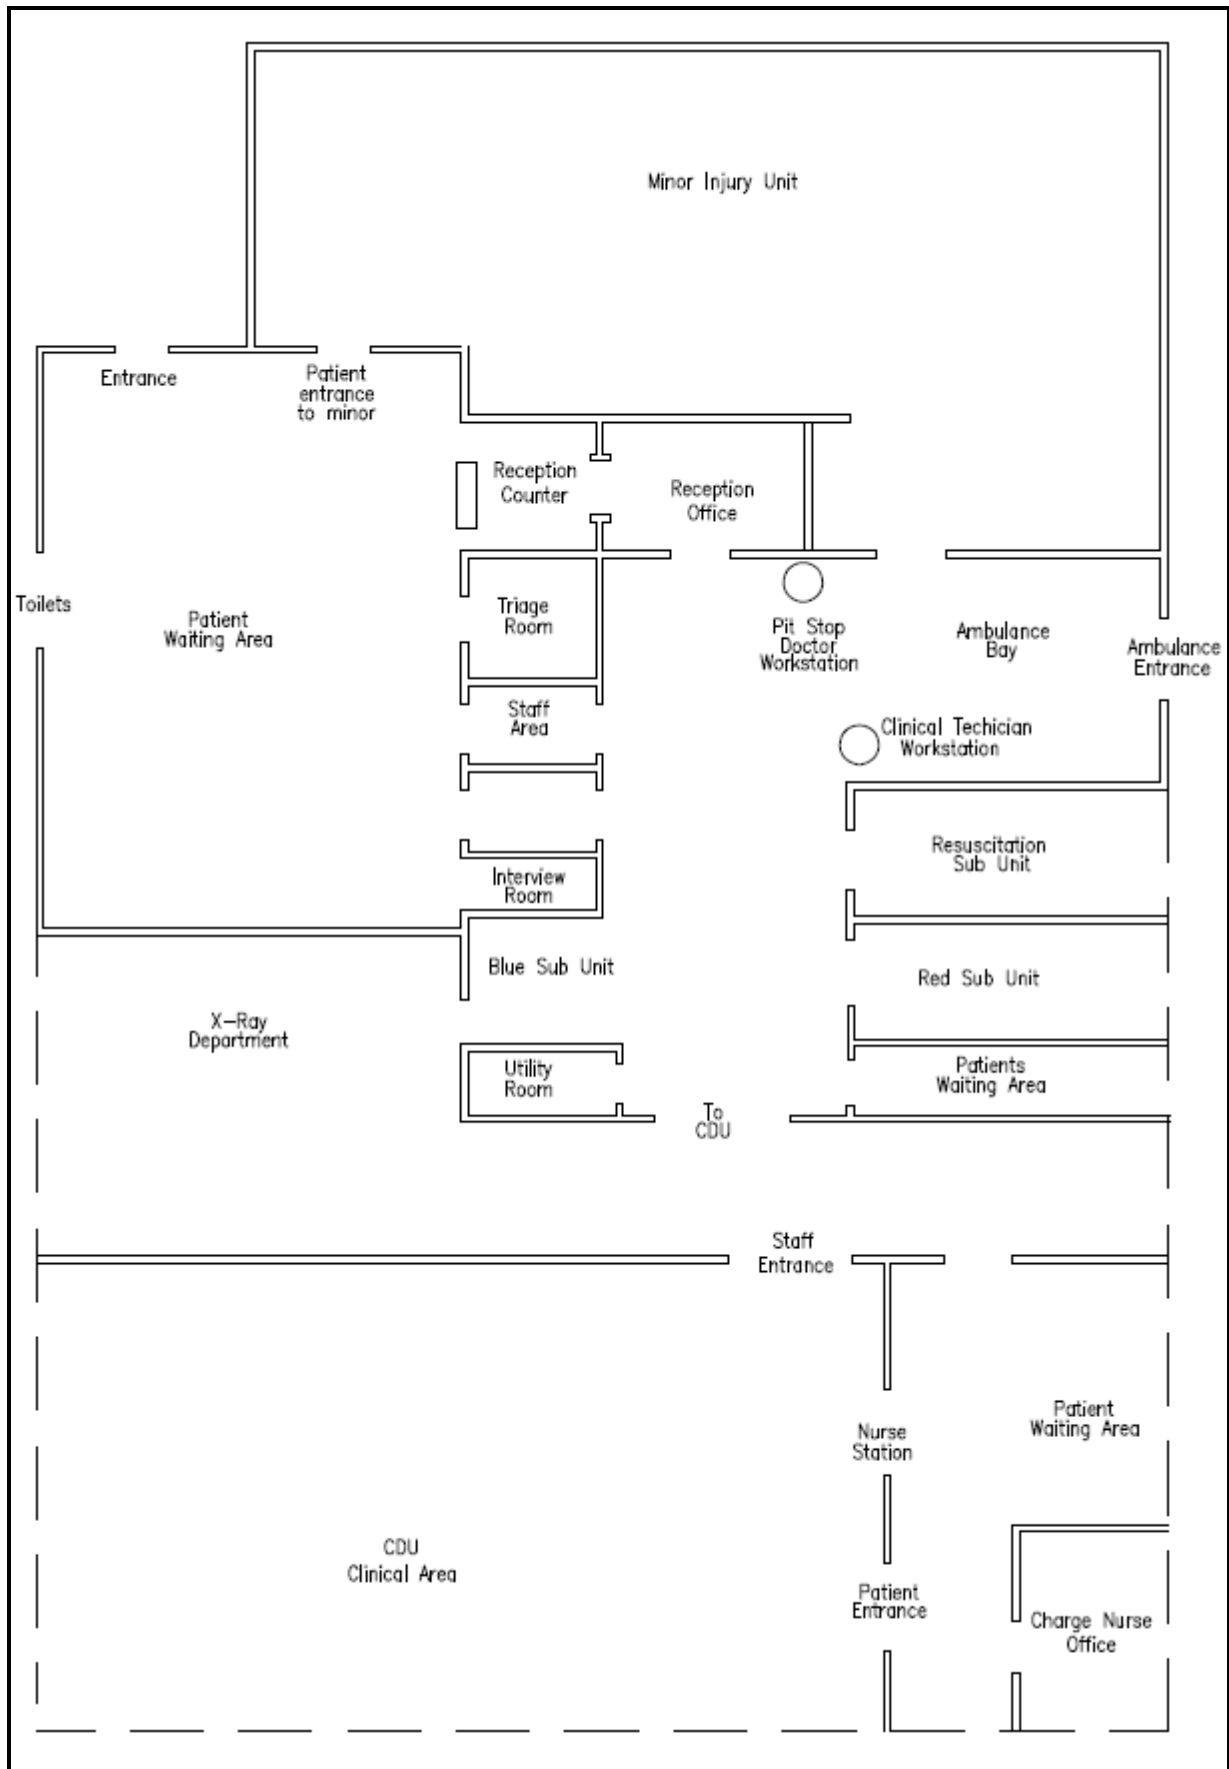 Minor Injury Unit
Entrance
Patient
entrance
to minor
Reception
Counter
Reception
Office
Toilets
Patient
Waiting Area
Triage
Room
Pit Stop
Doctor
Workstation
Ambulance
Bay
Ambulance
Entrance
Staff
Area
Clinical Techician
Workstation
Resuscitation
Sub Unit
Interview
Room
Blue Sub Unit
Red Sub Unit
X-Ray
Department
Utility
Room
Patients
Waiting Area
To
CDU
Staff
Entrance
Patient
Waiting Area
Nurse
Station
CDU
Clinical Area
Patient
Entrance
Charge Nurse
Office